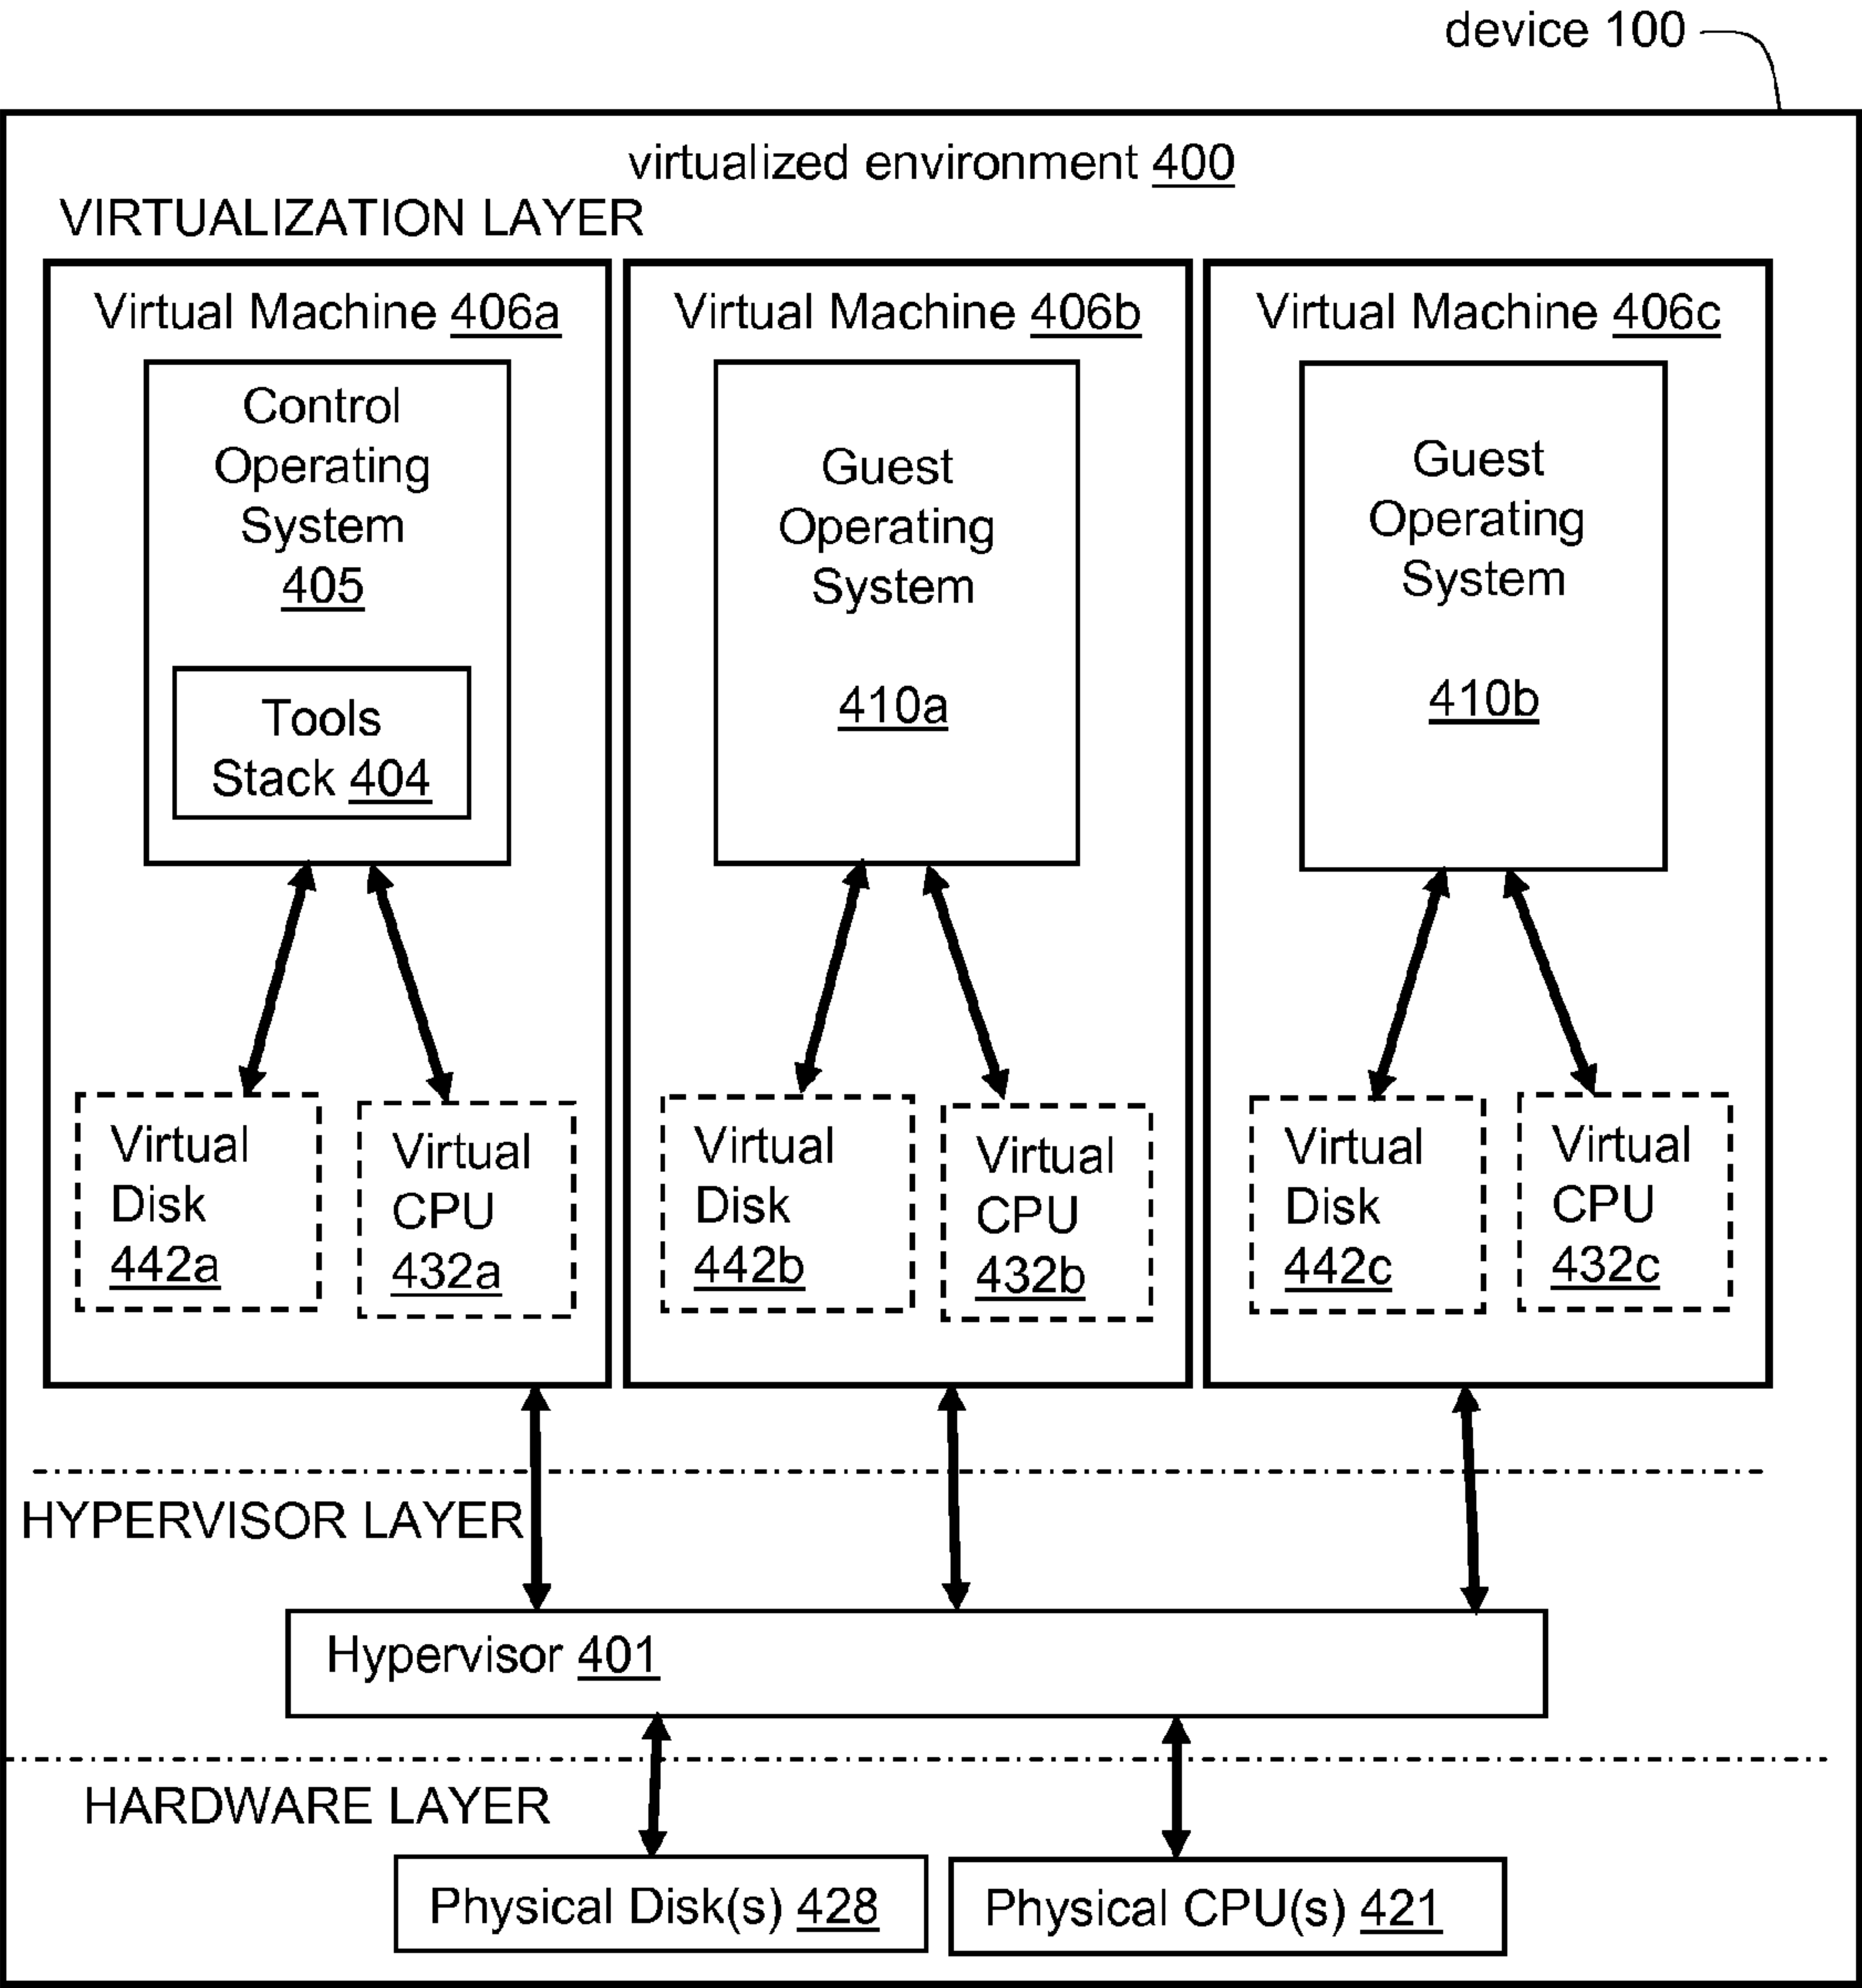 device 100
virtualized environment 400
VIRTUALIZATION LAYER
Virtual Machine 406a
Control
Operating
System
405
Tools
Stack 404
Virtual
Disk
442a
Virtual
CPU
432a
Virtual Machine 406b
Guest
Operating
System
410a
Virtual
Disk
442b
Virtual
CPU
432b
Virtual Machine 406c
Guest
Operating
System
410b
Virtual
Disk
442c
Virtual
CPU
432c
HYPERVISOR LAYER
Hypervisor 401
HARDWARE LAYER
Physical Disk(s) 428
Physical CPU(s) 421